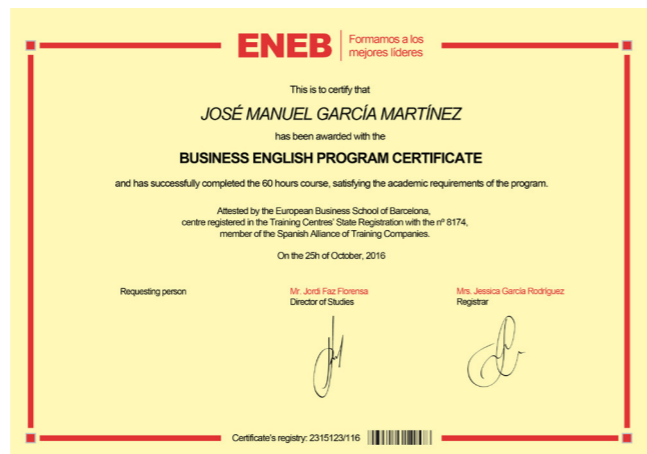 ENEB
Formamos a los
mejores líderes
This is to certify that
JOSÉ MANUEL GARCÍA MARTÍNEZ
has been awarded with the
BUSINESS ENGLISH PROGRAM CERTIFICATE
and has successfully completed the 60 hours course, satisfying the academic requirements of the program.
Attested by the European Business School of Barcelona,
centre registered in the Training Centres' State Registration with the nº 8174,
member of the Spanish Alliance of Training Companies.
On the 25h of October, 2016
Requesting person
Mr. Jordi Faz Florensa
Director of Studies
Mrs. Jessica García Rodríguez
Registrar
Certificate's registry: 2315123/116